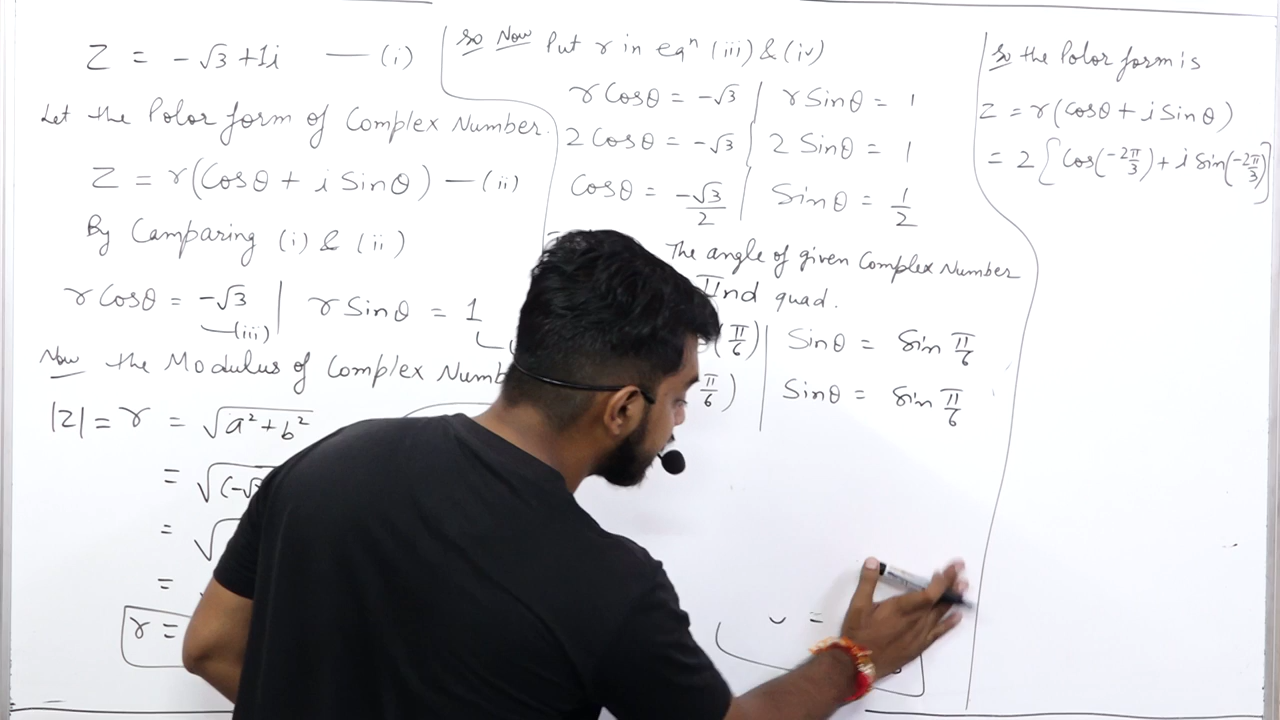 Z = -√3 + 1i —(i)
Let the Polar form of Complex Number.
Z = r(Cosθ + i Sinθ) —(ii)
By Camparing (i) & (ii)
r Cosθ = -√3 | r Sinθ = 1
—(iii)
Now the Modulus of Complex
|Z| = r = √a²+b²
= √(-√3
= √
=
r =
So Now Put r in eqⁿ (iii) & (iv)
r Cosθ = -√3 | r Sinθ = 1
2 Cosθ = -√3 | 2 Sinθ = 1
Cosθ = -√3/2 | Sinθ = 1/2
The angle of given Complex Number
IInd quad.
(π/6) | Sinθ = Sin π/6
π/6) | Sinθ = Sin π/6
=
So the Polar form is
Z = r(Cosθ + i Sinθ)
= 2[Cos(-2π/3) + i Sin(-2π/3)]